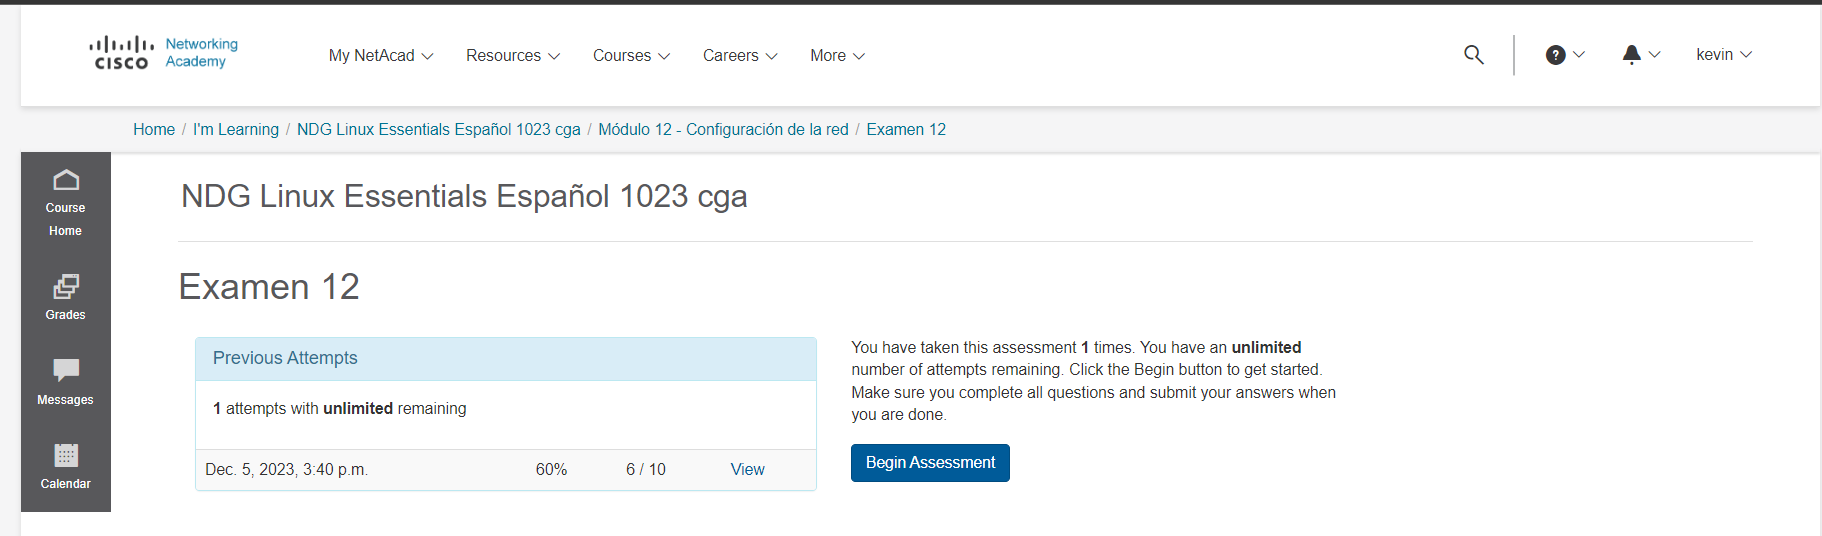 CISCO
Networking
Academy
My NetAcad
Resources
Courses
Careers
More
?
kevin
Home / I'm Learning / NDG Linux Essentials Español 1023 cga / Módulo 12 - Configuración de la red / Examen 12
Course
Home
Grades
Messages
Calendar
NDG Linux Essentials Español 1023 cga
Examen 12
Previous Attempts
1 attempts with unlimited remaining
Dec. 5, 2023, 3:40 p.m. 60% 6 / 10 View
You have taken this assessment 1 times. You have an unlimited
number of attempts remaining. Click the Begin button to get started.
Make sure you complete all questions and submit your answers when
you are done.
Begin Assessment